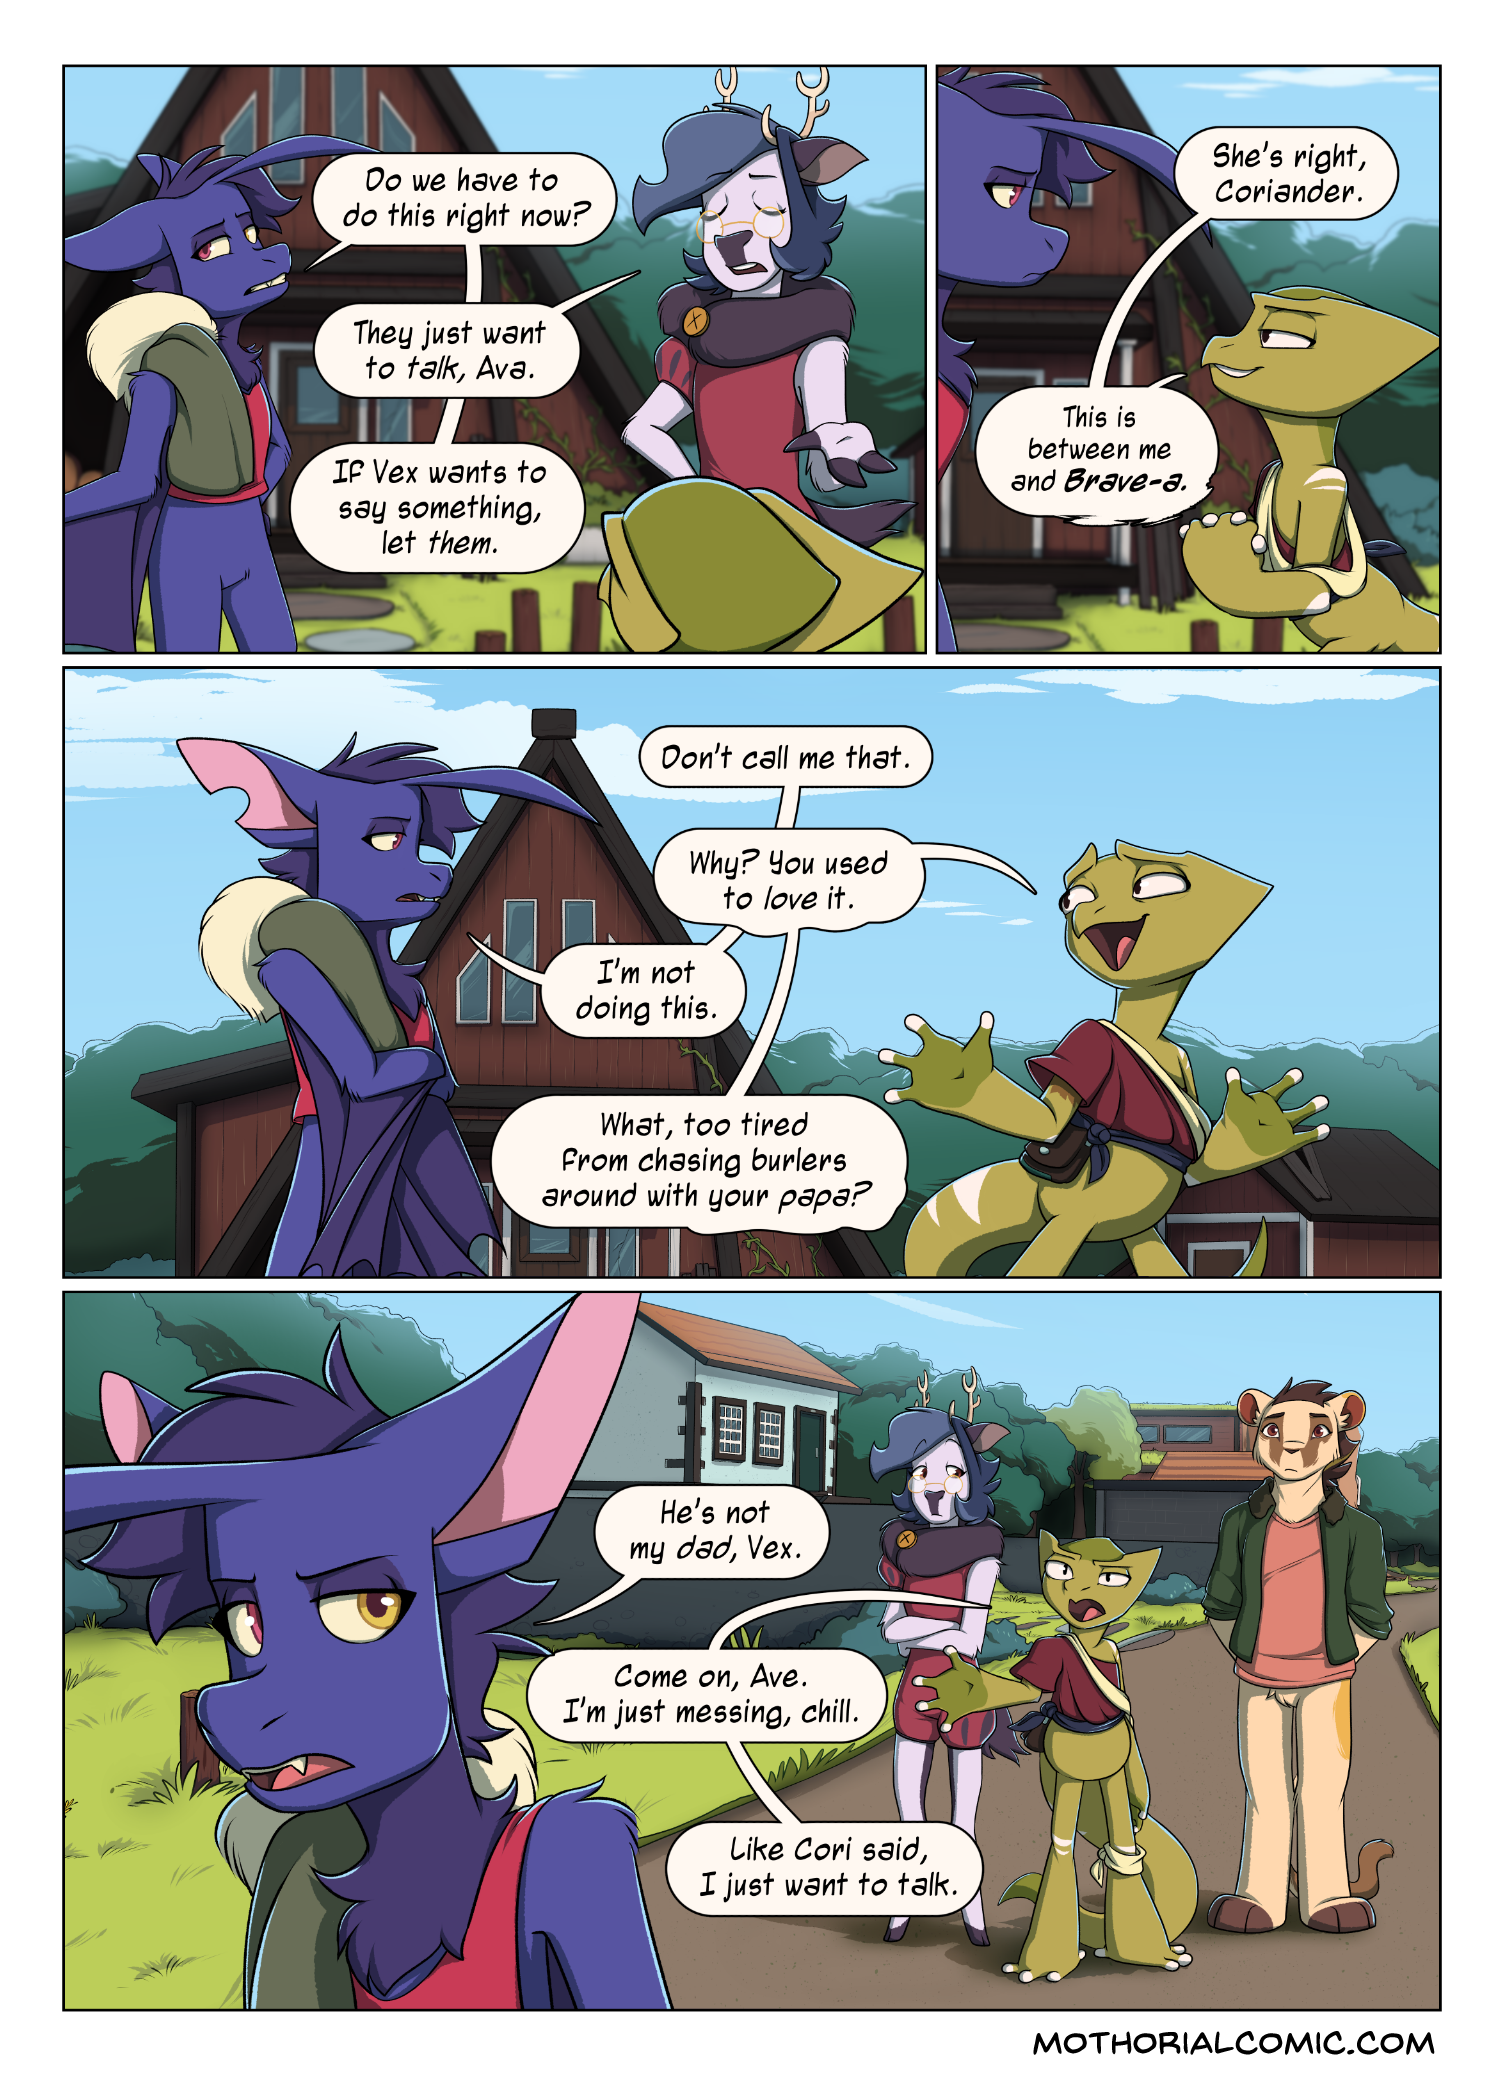 Do we have to
do this right now?
They just want
to talk, Ava.
If Vex wants to
say something,
let them.
She's right,
Coriander.
This is
between me
and Brave-a.
Don't call me that.
Why? You used
to love it.
I'm not
doing this.
What, too tired
from chasing burlers
around with your papa?
He's not
my dad, Vex.
Come on, Ave.
I'm just messing, chill.
Like Cori said,
I just want to talk.
MOTHORIALCOMIC.COM